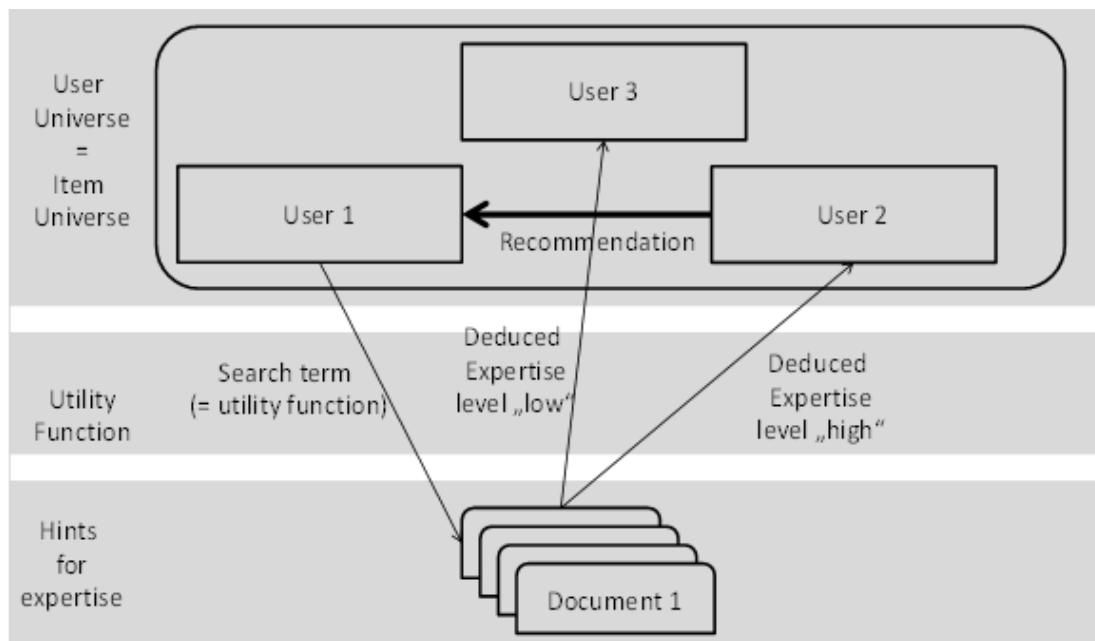 User
Universe
=
Item
Universe
User 3
User 1
User 2
Recommendation
Utility
Function
Search term
(= utility function)
Deduced
Expertise
level „low“
Deduced
Expertise
level „high“
Hints
for
expertise
Document 1